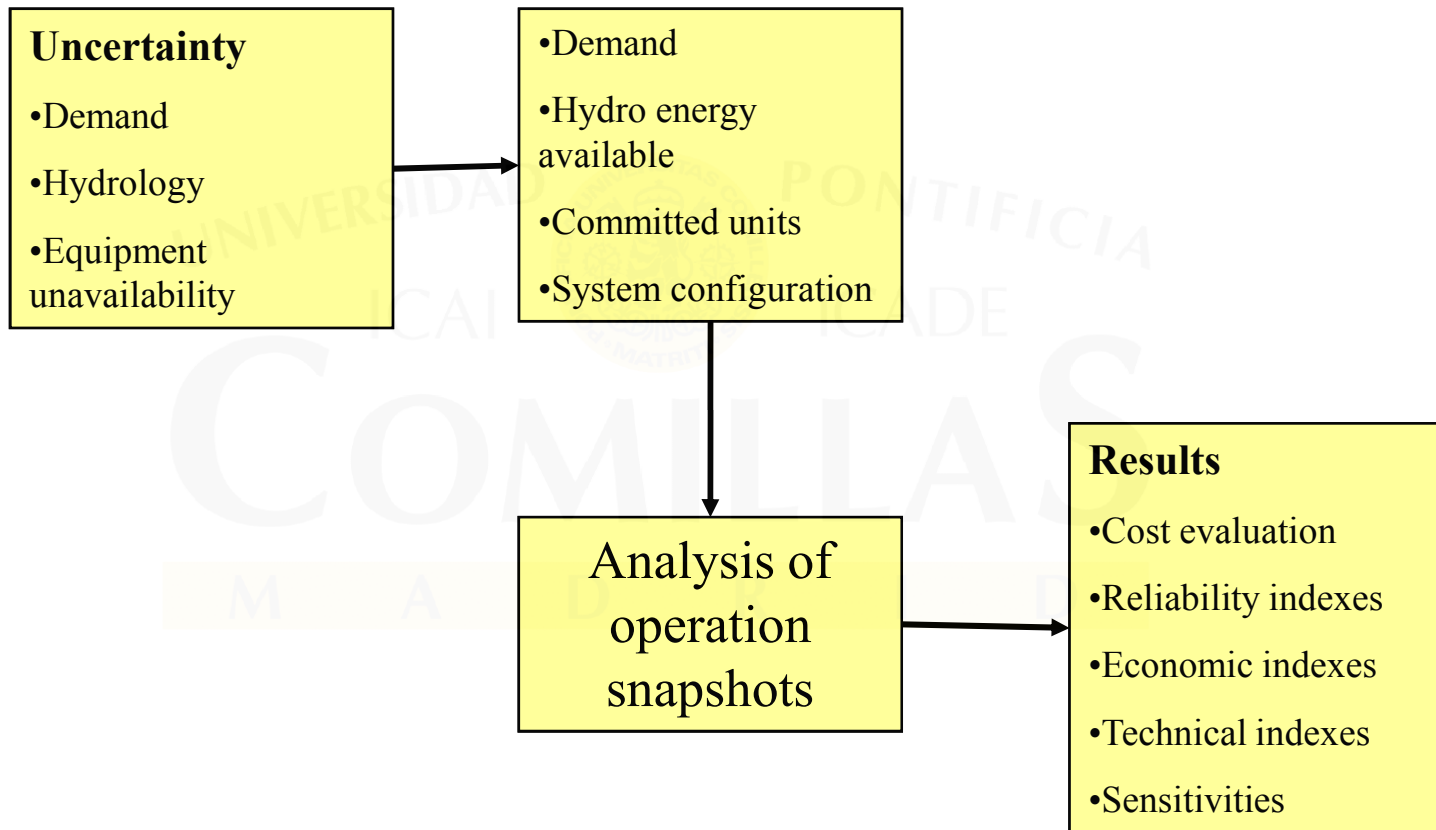 Uncertainty
•Demand
•Hydrology
•Equipment
unavailability
•Demand
•Hydro energy
available
•Committed units
•System configuration
Analysis of
operation
snapshots
Results
•Cost evaluation
•Reliability indexes
•Economic indexes
•Technical indexes
•Sensitivities
UNIVERSIDAD PONTIFICIA
ICAI ICADE
COMILLAS
M A D R I D